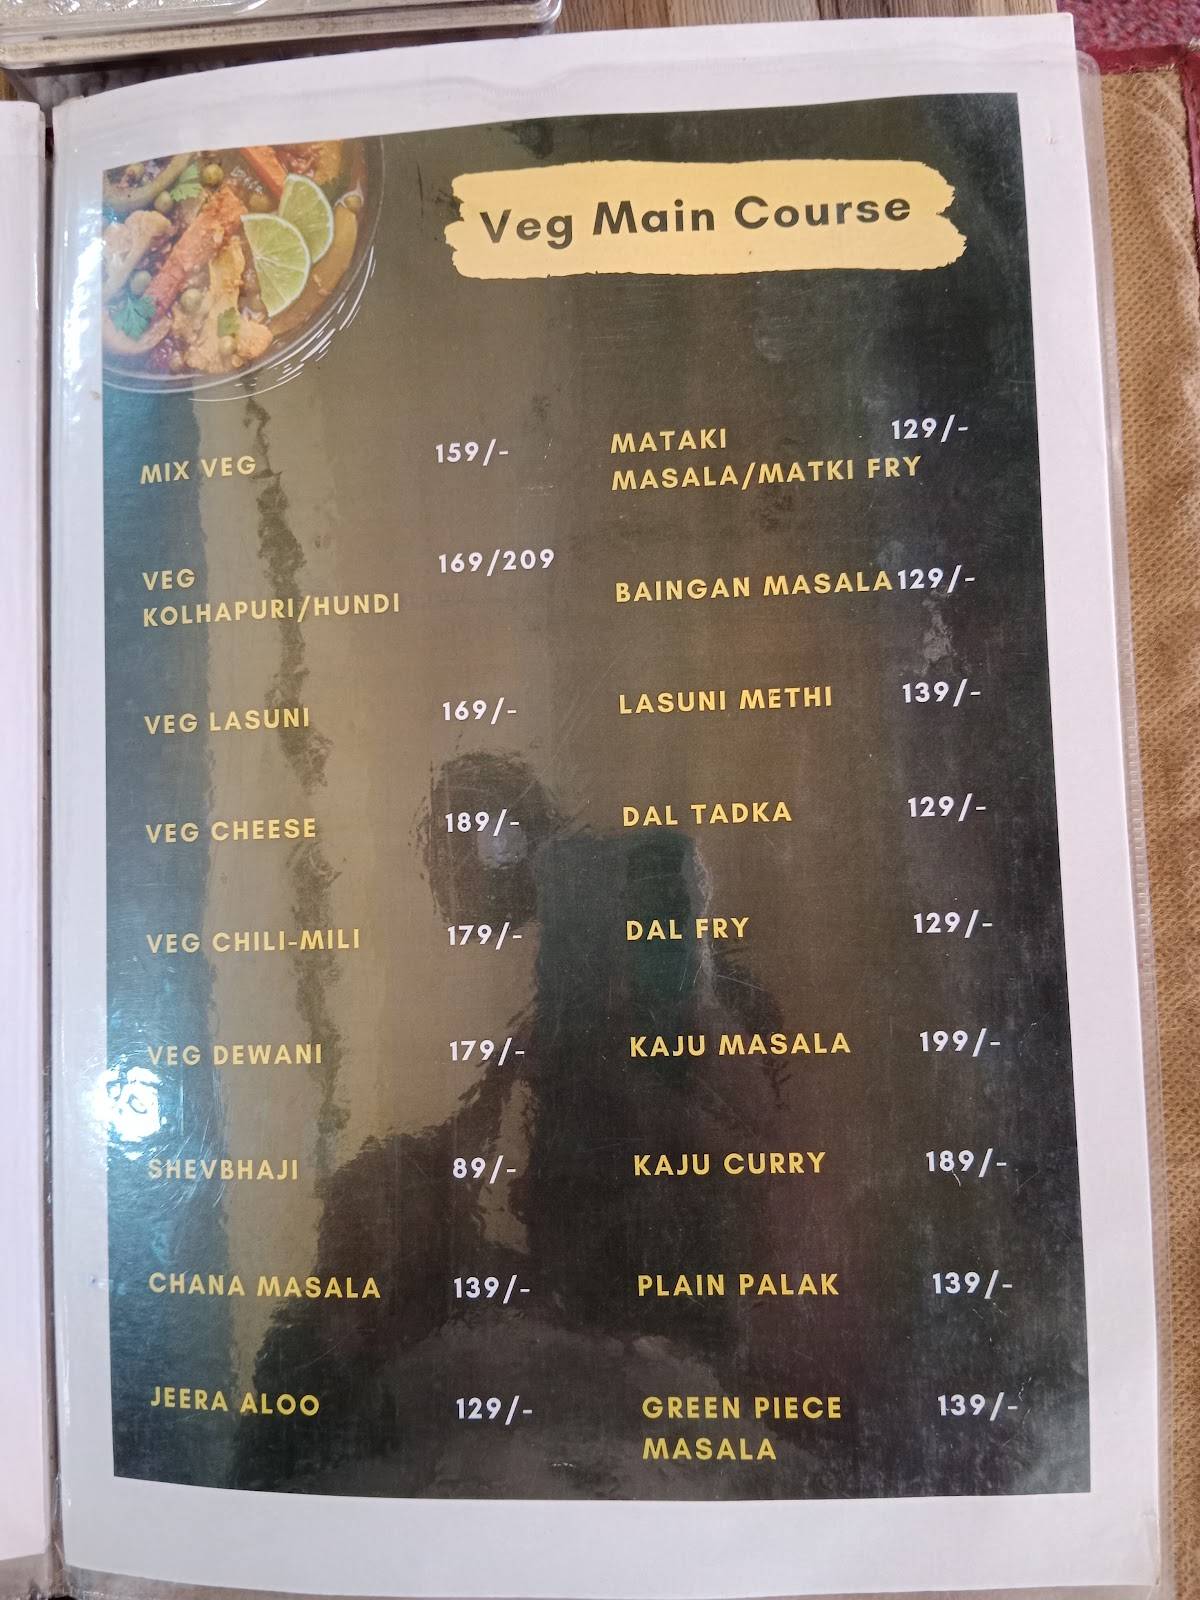 Veg Main Course
MIX VEG 159/-
VEG 169/209
KOLHAPURI/HUNDI
VEG LASUNI 169/-
VEG CHEESE 189/-
VEG CHILI-MILI 179/-
VEG DEWANI 179/-
SHEVBHAJI 89/-
CHANA MASALA 139/-
JEERA ALOO 129/-
MATAKI 129/-
MASALA/MATKI FRY
BAINGAN MASALA 129/-
LASUNI METHI 139/-
DAL TADKA 129/-
DAL FRY 129/-
KAJU MASALA 199/-
KAJU CURRY 189/-
PLAIN PALAK 139/-
GREEN PIECE 139/-
MASALA